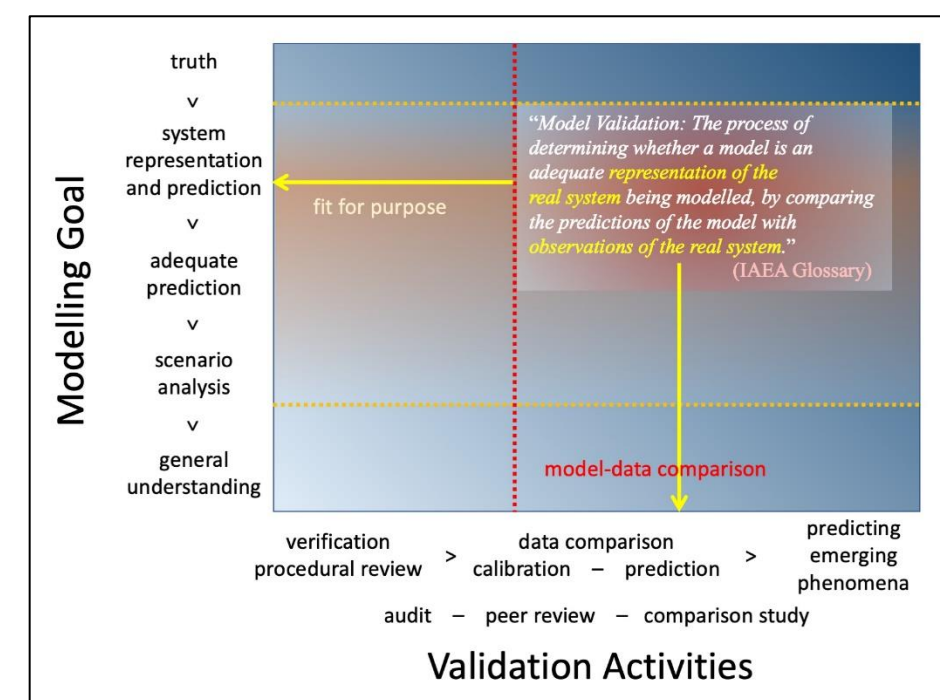 Modelling Goal
truth
v
system
representation
and prediction
v
adequate
prediction
v
scenario
analysis
v
general
understanding
“Model Validation: The process of
determining whether a model is an
adequate representation of the
real system being modelled, by comparing
the predictions of the model with
observations of the real system.”
(IAEA Glossary)
fit for purpose
model-data comparison
verification
procedural review
>
data comparison
calibration – prediction
>
predicting
emerging
phenomena
audit – peer review – comparison study
Validation Activities